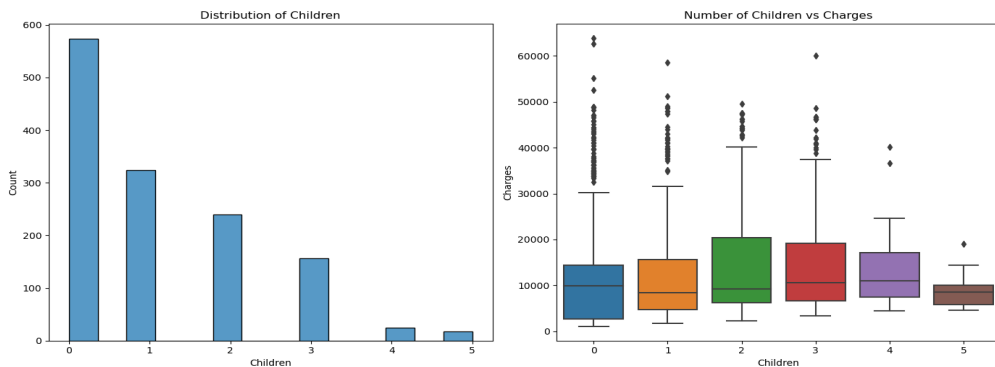 Distribution of Children
600
500
400
300
200
100
0
Count
0 1 2 3 4 5
Children
Number of Children vs Charges
60000
50000
40000
30000
20000
10000
0
Charges
0 1 2 3 4 5
Children